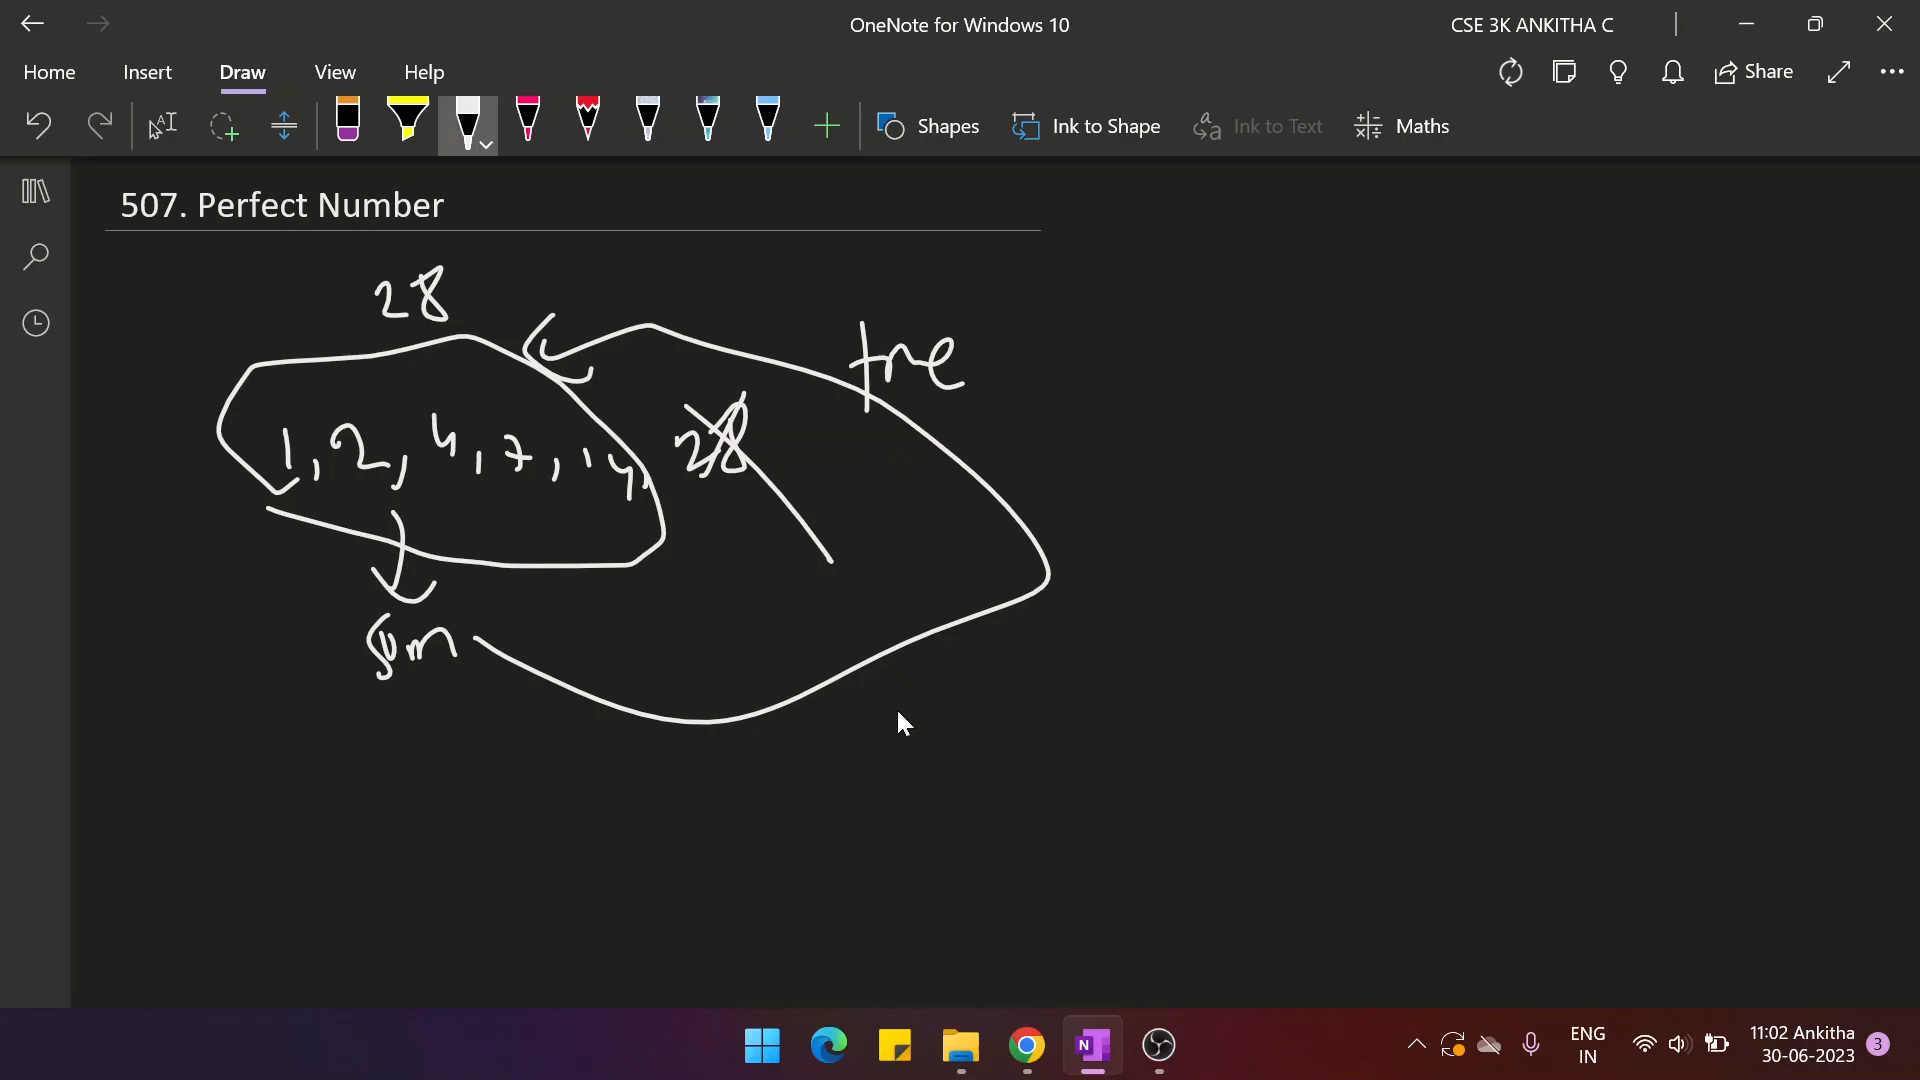 OneNote for Windows 10
CSE 3K ANKITHA C
Home Insert Draw View Help
Share
Shapes Ink to Shape Ink to Text Maths
507. Perfect Number
28
true
1, 2, 4, 7, 14, 28
sum
ENG
IN
11:02 Ankitha
30-06-2023
3